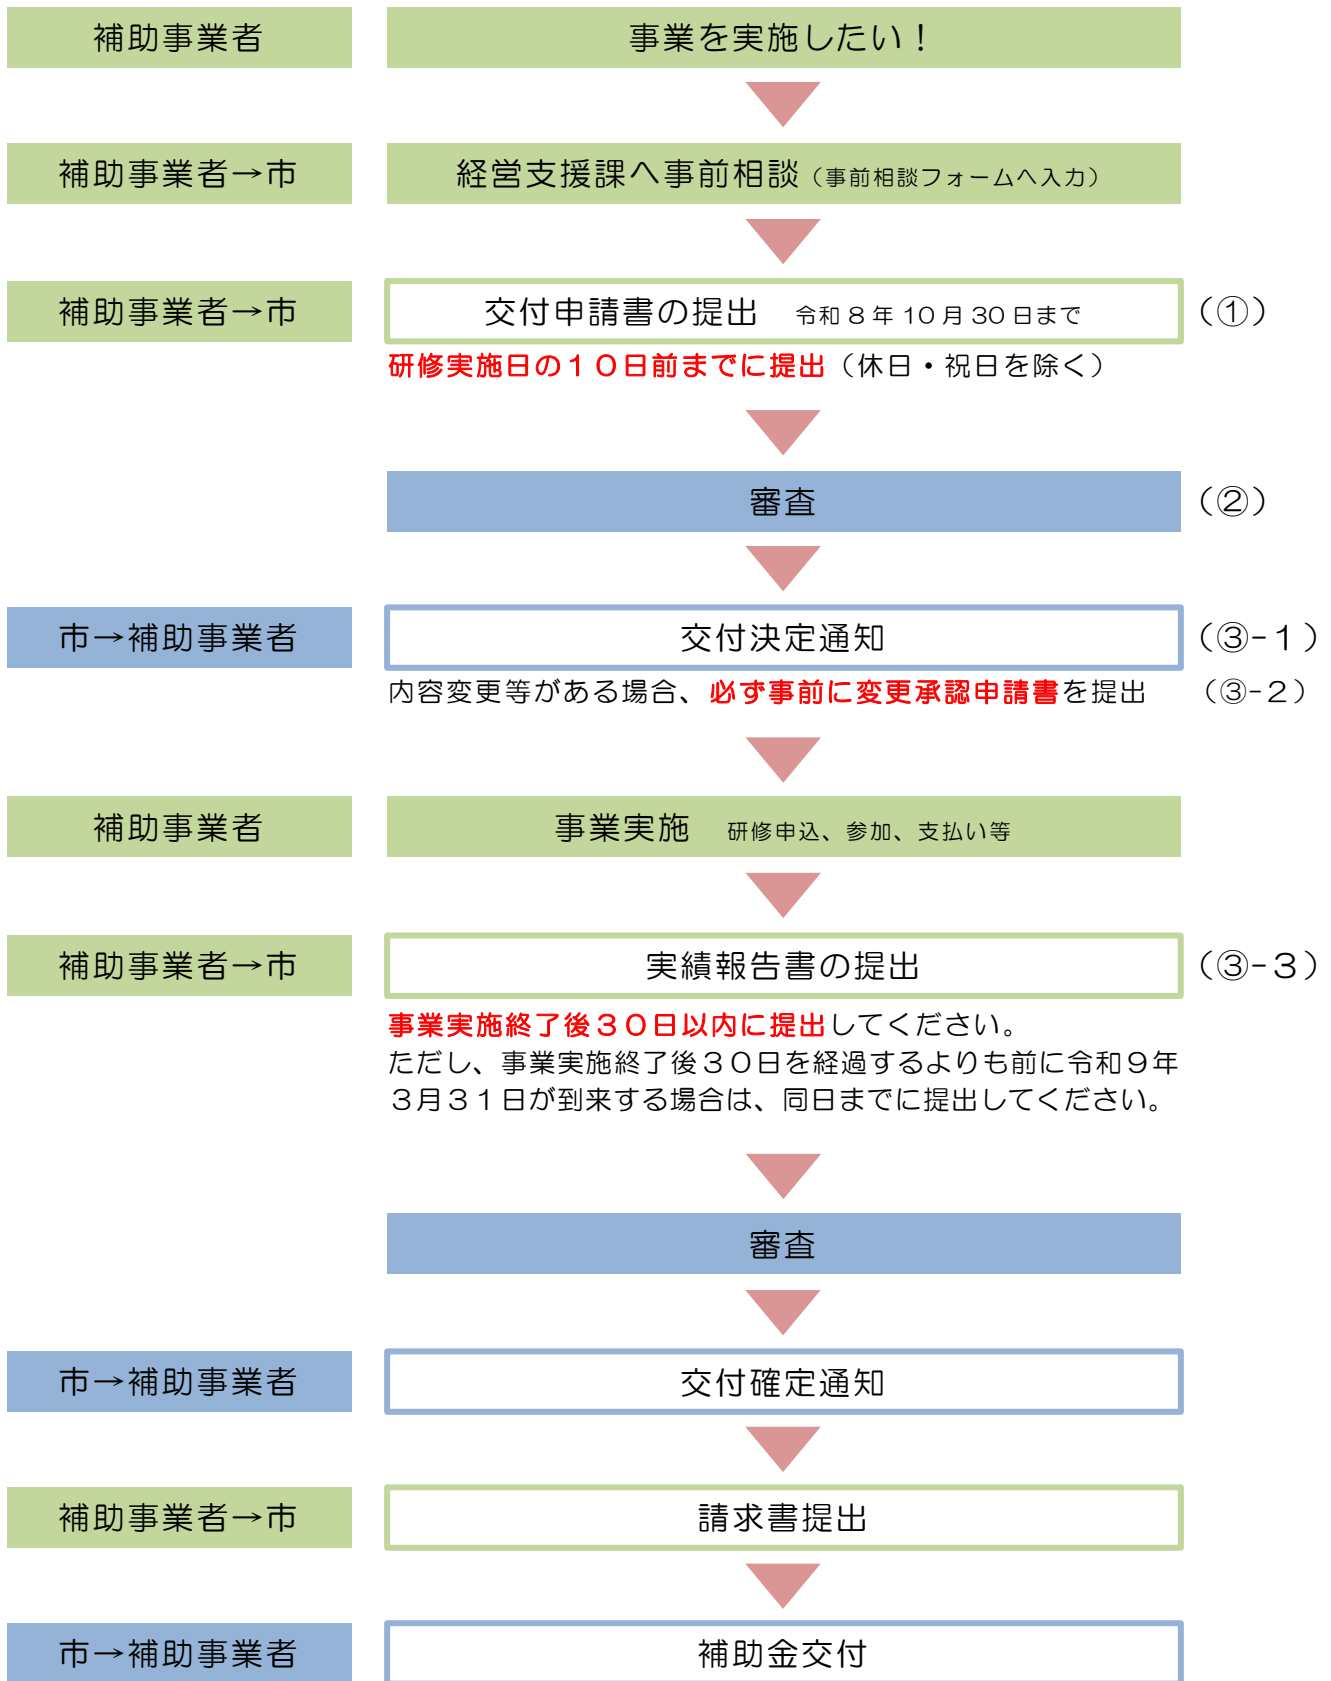 補助事業者 事業を実施したい！
補助事業者→市 経営支援課へ事前相談（事前相談フォームへ入力）
補助事業者→市 交付申請書の提出 令和８年 10 月 30 日まで （①）
研修実施日の１０日前までに提出（休日・祝日を除く）
審査 （②）
市→補助事業者 交付決定通知 （③-１）
内容変更等がある場合、必ず事前に変更承認申請書を提出 （③-２）
補助事業者 事業実施 研修申込、参加、支払い等
補助事業者→市 実績報告書の提出 （③-３）
事業実施終了後３０日以内に提出してください。
ただし、事業実施終了後３０日を経過するよりも前に令和９年
３月３１日が到来する場合は、同日までに提出してください。
審査
市→補助事業者 交付確定通知
補助事業者→市 請求書提出
市→補助事業者 補助金交付